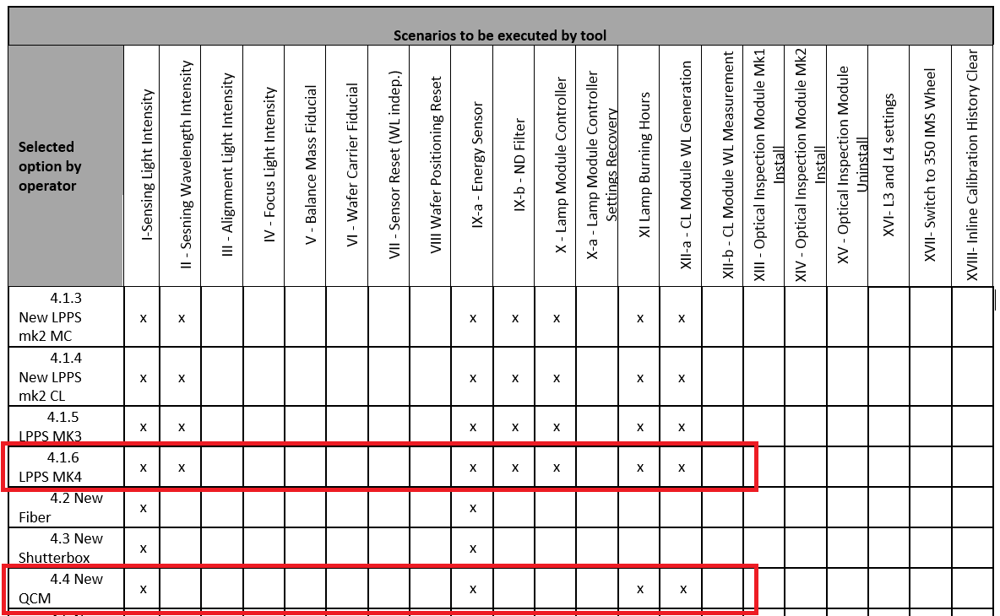 Scenarios to be executed by tool
Selected
option by
operator
I-Sensing Light Intensity
II - Sesning Wavelength Intensity
III - Alignment Light Intensity
IV - Focus Light Intensity
V - Balance Mass Fiducial
VI - Wafer Carrier Fiducial
VII - Sensor Reset (WL indep.)
VIII Wafer Positioning Reset
IX-a - Energy Sensor
IX-b - ND Filter
X - Lamp Module Controller
X-a - Lamp Module Controller
Settings Recovery
XI Lamp Burning Hours
XII-a - CL Module WL Generation
XII-b - CL Module WL Measurement
XIII - Optical Inspection Module Mk1
Install
XIV - Optical Inspection Module Mk2
Install
XV - Optical Inspection Module
Uninstall
XVI- L3 and L4 settings
XVII- Switch to 350 IMS Wheel
XVIII- Inline Calibration History Clear
4.1.3
New LPPS
mk2 MC
x x x x x x x
4.1.4
New LPPS
mk2 CL
x x x x x x x
4.1.5
LPPS MK3
x x x x x x x
4.1.6
LPPS MK4
x x x x x x x
4.2 New
Fiber
x x
4.3 New
Shutterbox
x x
4.4 New
QCM
x x x x